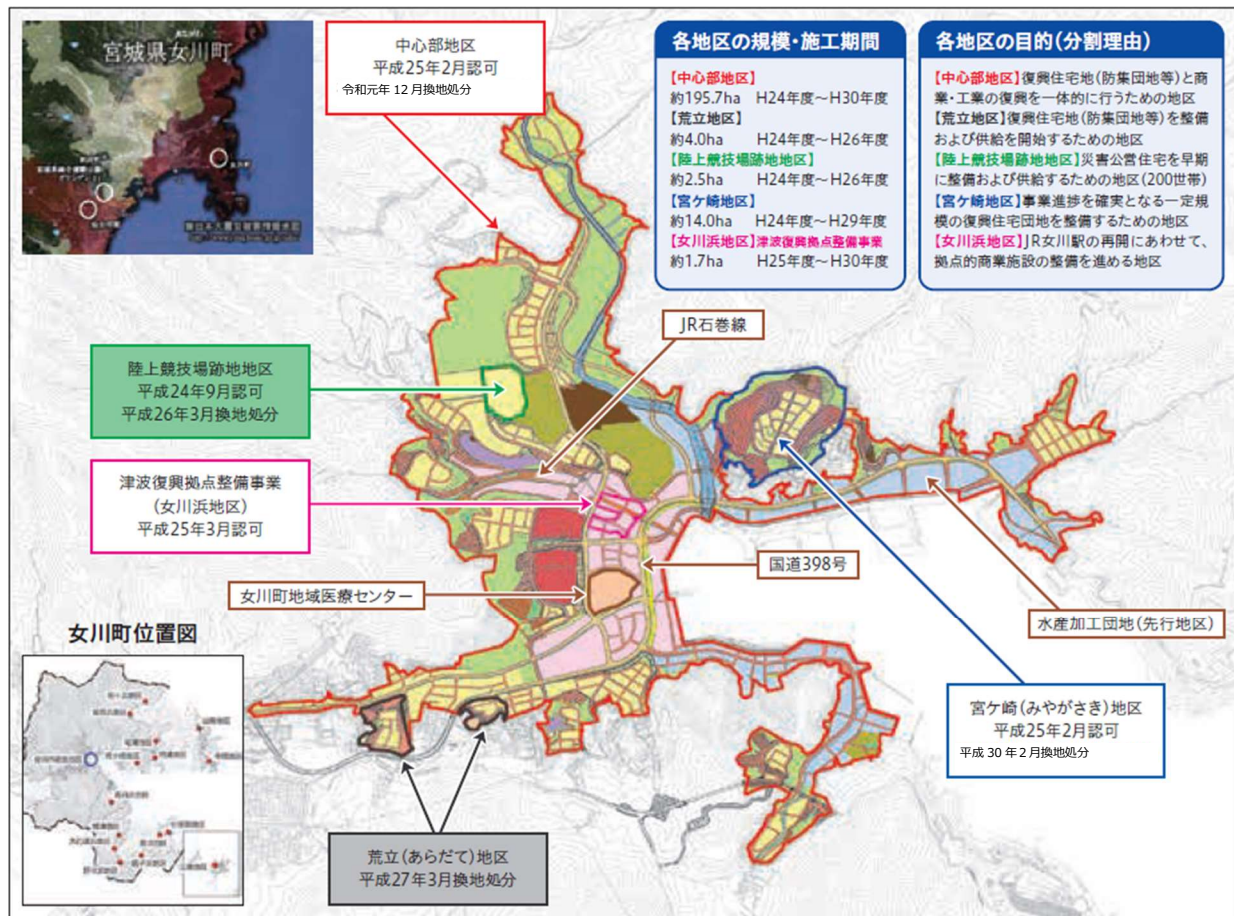 宮城県女川町
中心部地区
平成25年2月認可
令和元年12月換地処分
各地区の規模・施工期間
【中心部地区】
約195.7ha H24年度～H30年度
【荒立地区】
約4.0ha H24年度～H26年度
【陸上競技場跡地地区】
約2.5ha H24年度～H26年度
【宮ケ崎地区】
約14.0ha H24年度～H29年度
【女川浜地区】津波復興拠点整備事業
約1.7ha H25年度～H30年度
各地区の目的(分割理由)
【中心部地区】復興住宅地(防集団地等)と商
業・工業の復興を一体的に行うための地区
【荒立地区】復興住宅地(防集団地等)を整備
および供給を開始するための地区
【陸上競技場跡地地区】災害公営住宅を早期
に整備および供給するための地区(200世帯)
【宮ケ崎地区】事業進捗を確実となる一定規
模の復興住宅団地を整備するための地区
【女川浜地区】JR女川駅の再開にあわせて、
拠点的商業施設の整備を進める地区
JR石巻線
陸上競技場跡地地区
平成24年9月認可
平成26年3月換地処分
津波復興拠点整備事業
(女川浜地区)
平成25年3月認可
国道398号
女川町地域医療センター
水産加工団地(先行地区)
女川町位置図
宮ケ崎(みやがさき)地区
平成25年2月認可
平成30年2月換地処分
荒立(あらだて)地区
平成27年3月換地処分